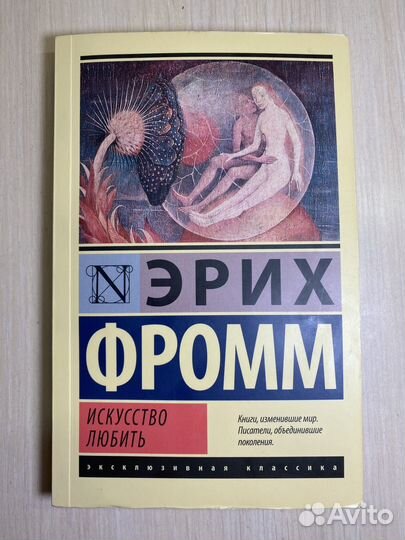 N
ЭРИХ
ФРОММ
ИСКУССТВО
ЛЮБИТЬ
Книги, изменившие мир.
Писатели, объединившие
поколения.
эксклюзивная классика
Avito